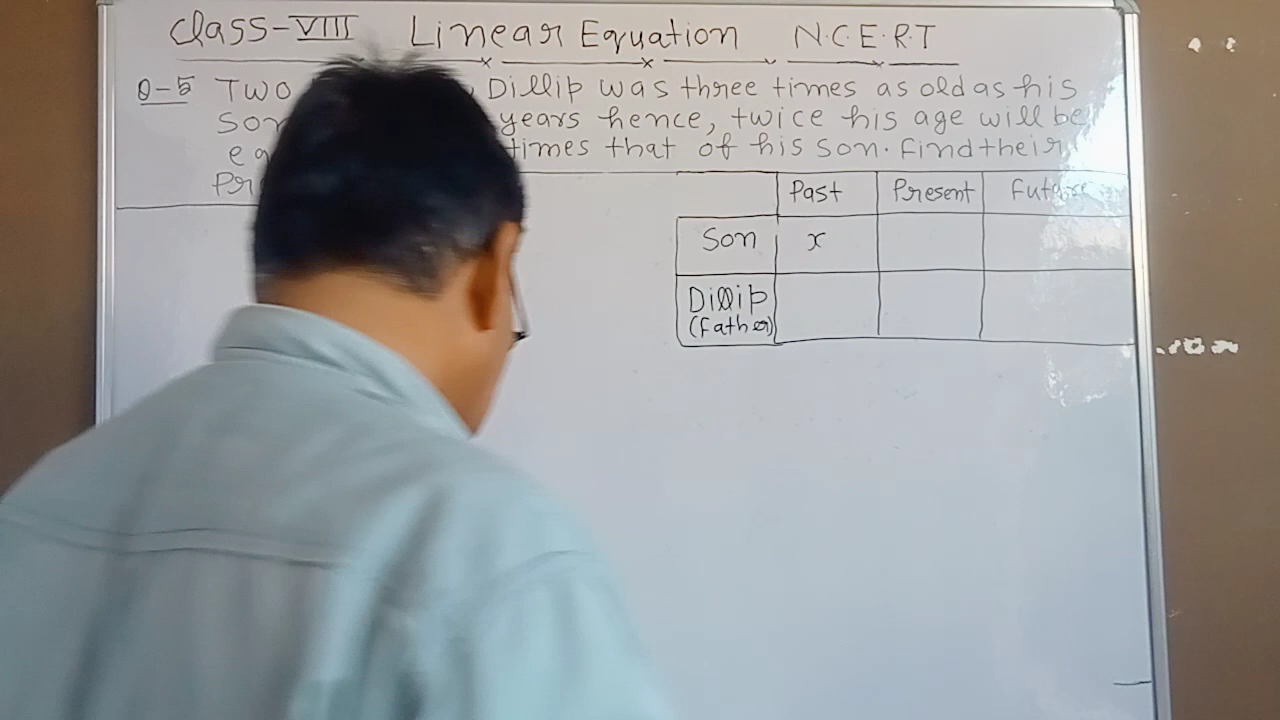 Class-VIII Linear Equation N.C.E.R.T
Q-5 Two Dillip was three times as old as his
Son years hence, twice his age will be
times that of his son. Find their
Past Present Future
Son x
Dillip
(Father)